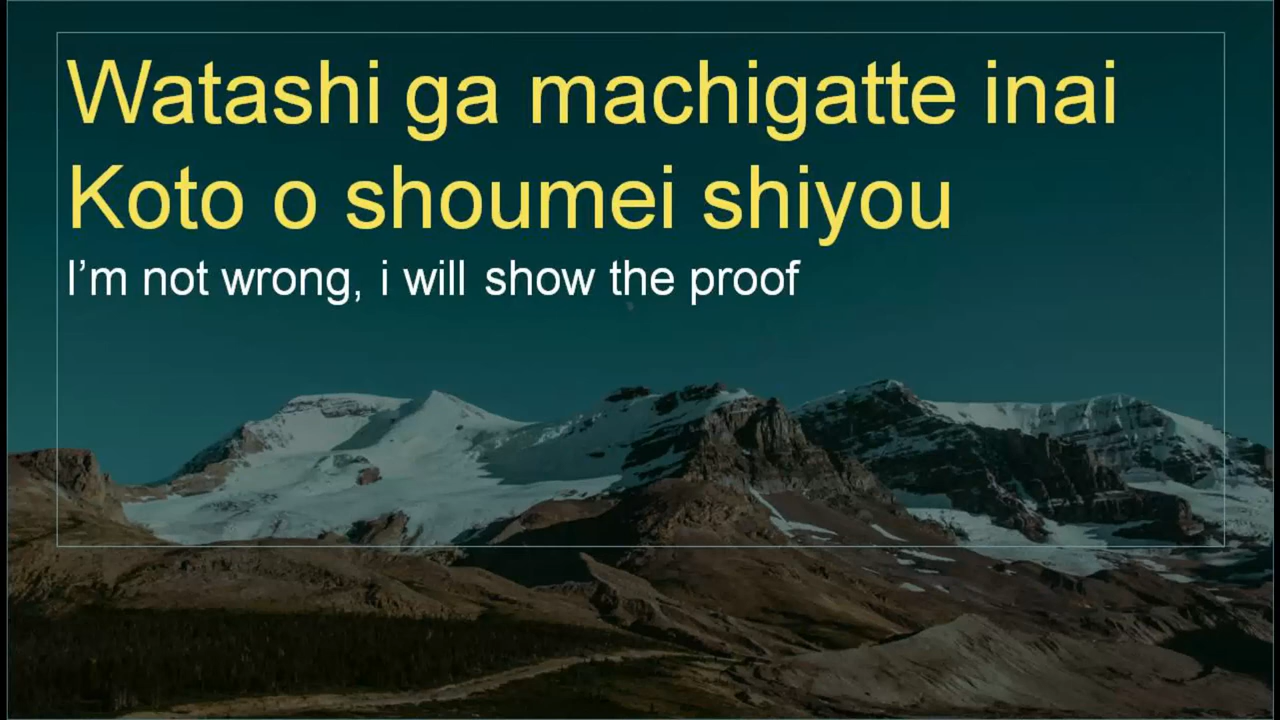 Watashi ga machigatte inai
Koto o shoumei shiyou
I’m not wrong, i will show the proof